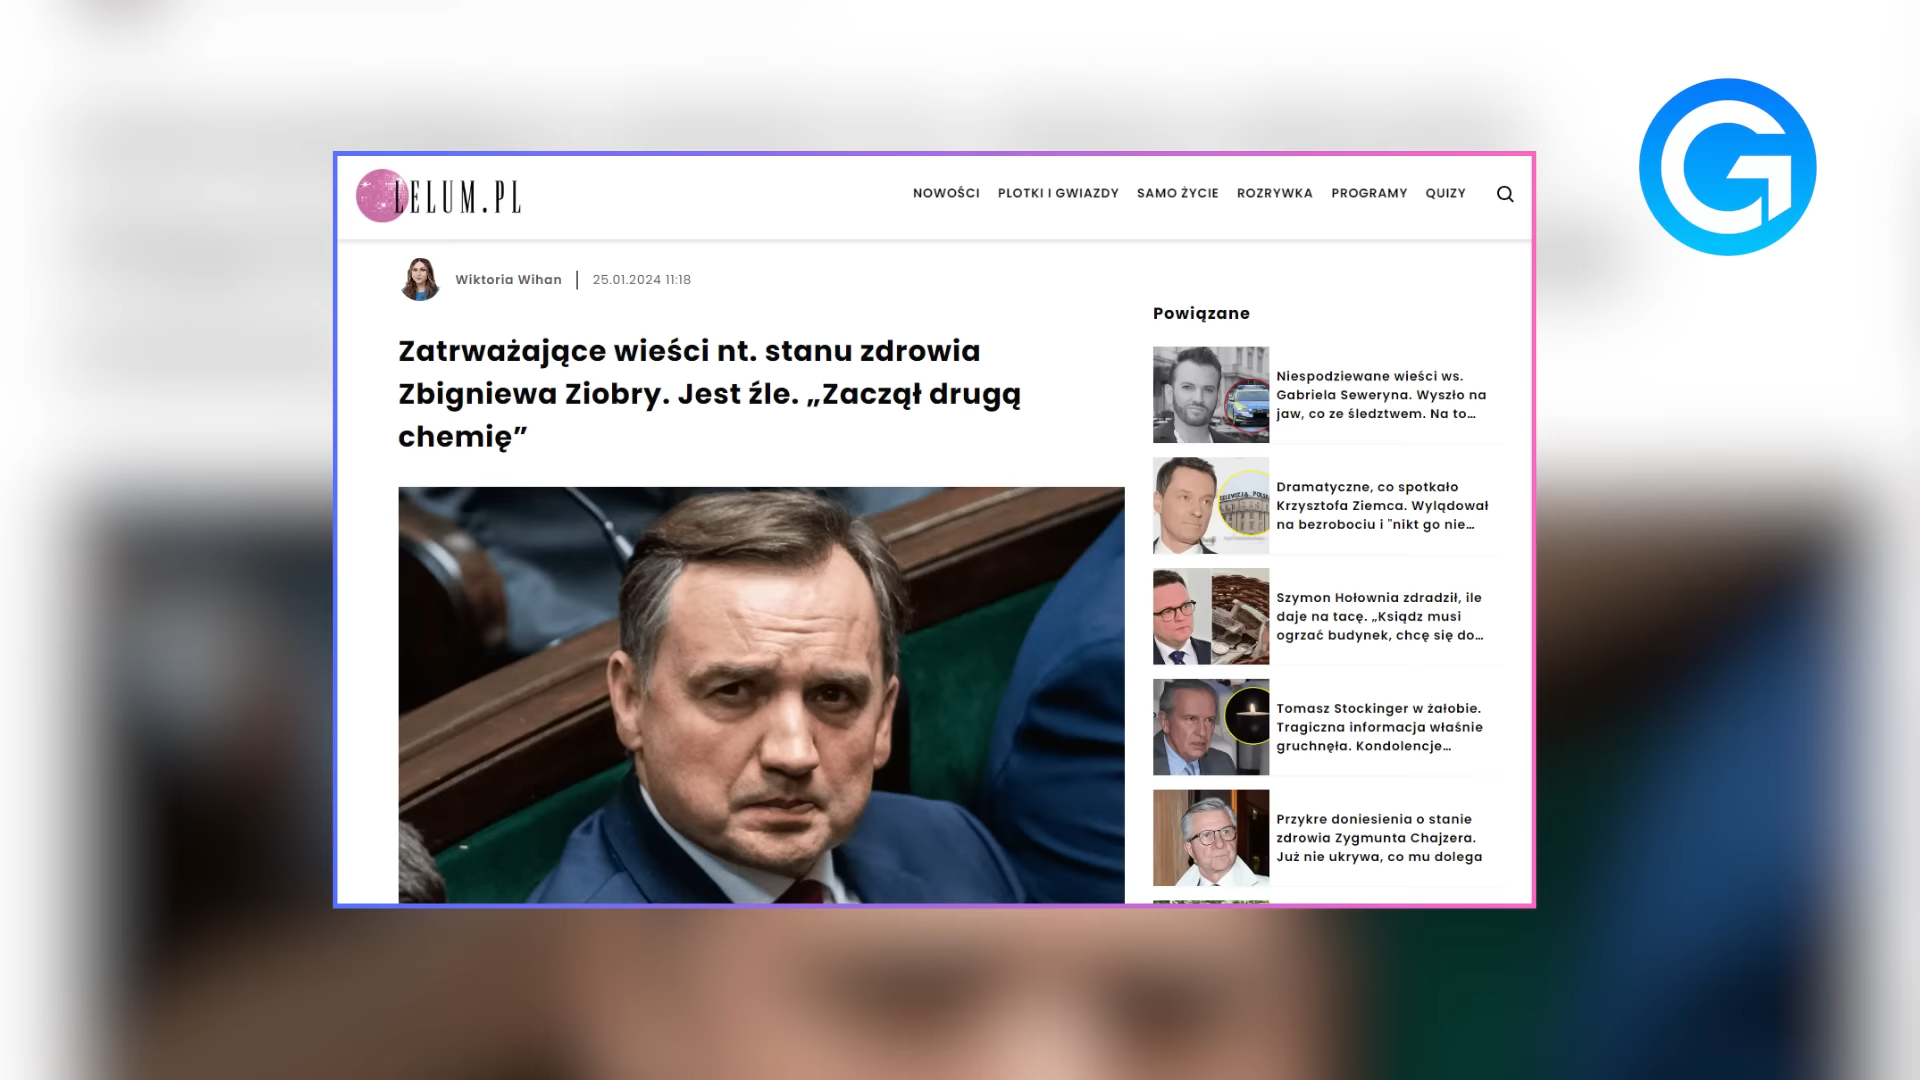 LELUM.PL
NOWOŚCI PLOTKI I GWIAZDY SAMO ŻYCIE ROZRYWKA PROGRAMY QUIZY
Wiktoria Wihan | 25.01.2024 11:18
Zatrważające wieści nt. stanu zdrowia
Zbigniewa Ziobry. Jest źle. „Zaczął drugą
chemię”
Powiązane
Niespodziewane wieści ws.
Gabriela Seweryna. Wyszło na
jaw, co ze śledztwem. Na to...
Dramatyczne, co spotkało
Krzysztofa Ziemca. Wylądował
na bezrobociu i "nikt go nie...
Szymon Hołownia zdradził, ile
daje na tacę. „Ksiądz musi
ogrzać budynek, chcę się do...
Tomasz Stockinger w żałobie.
Tragiczna informacja właśnie
gruchnęła. Kondolencje...
Przykre doniesienia o stanie
zdrowia Zygmunta Chajzera.
Już nie ukrywa, co mu dolega